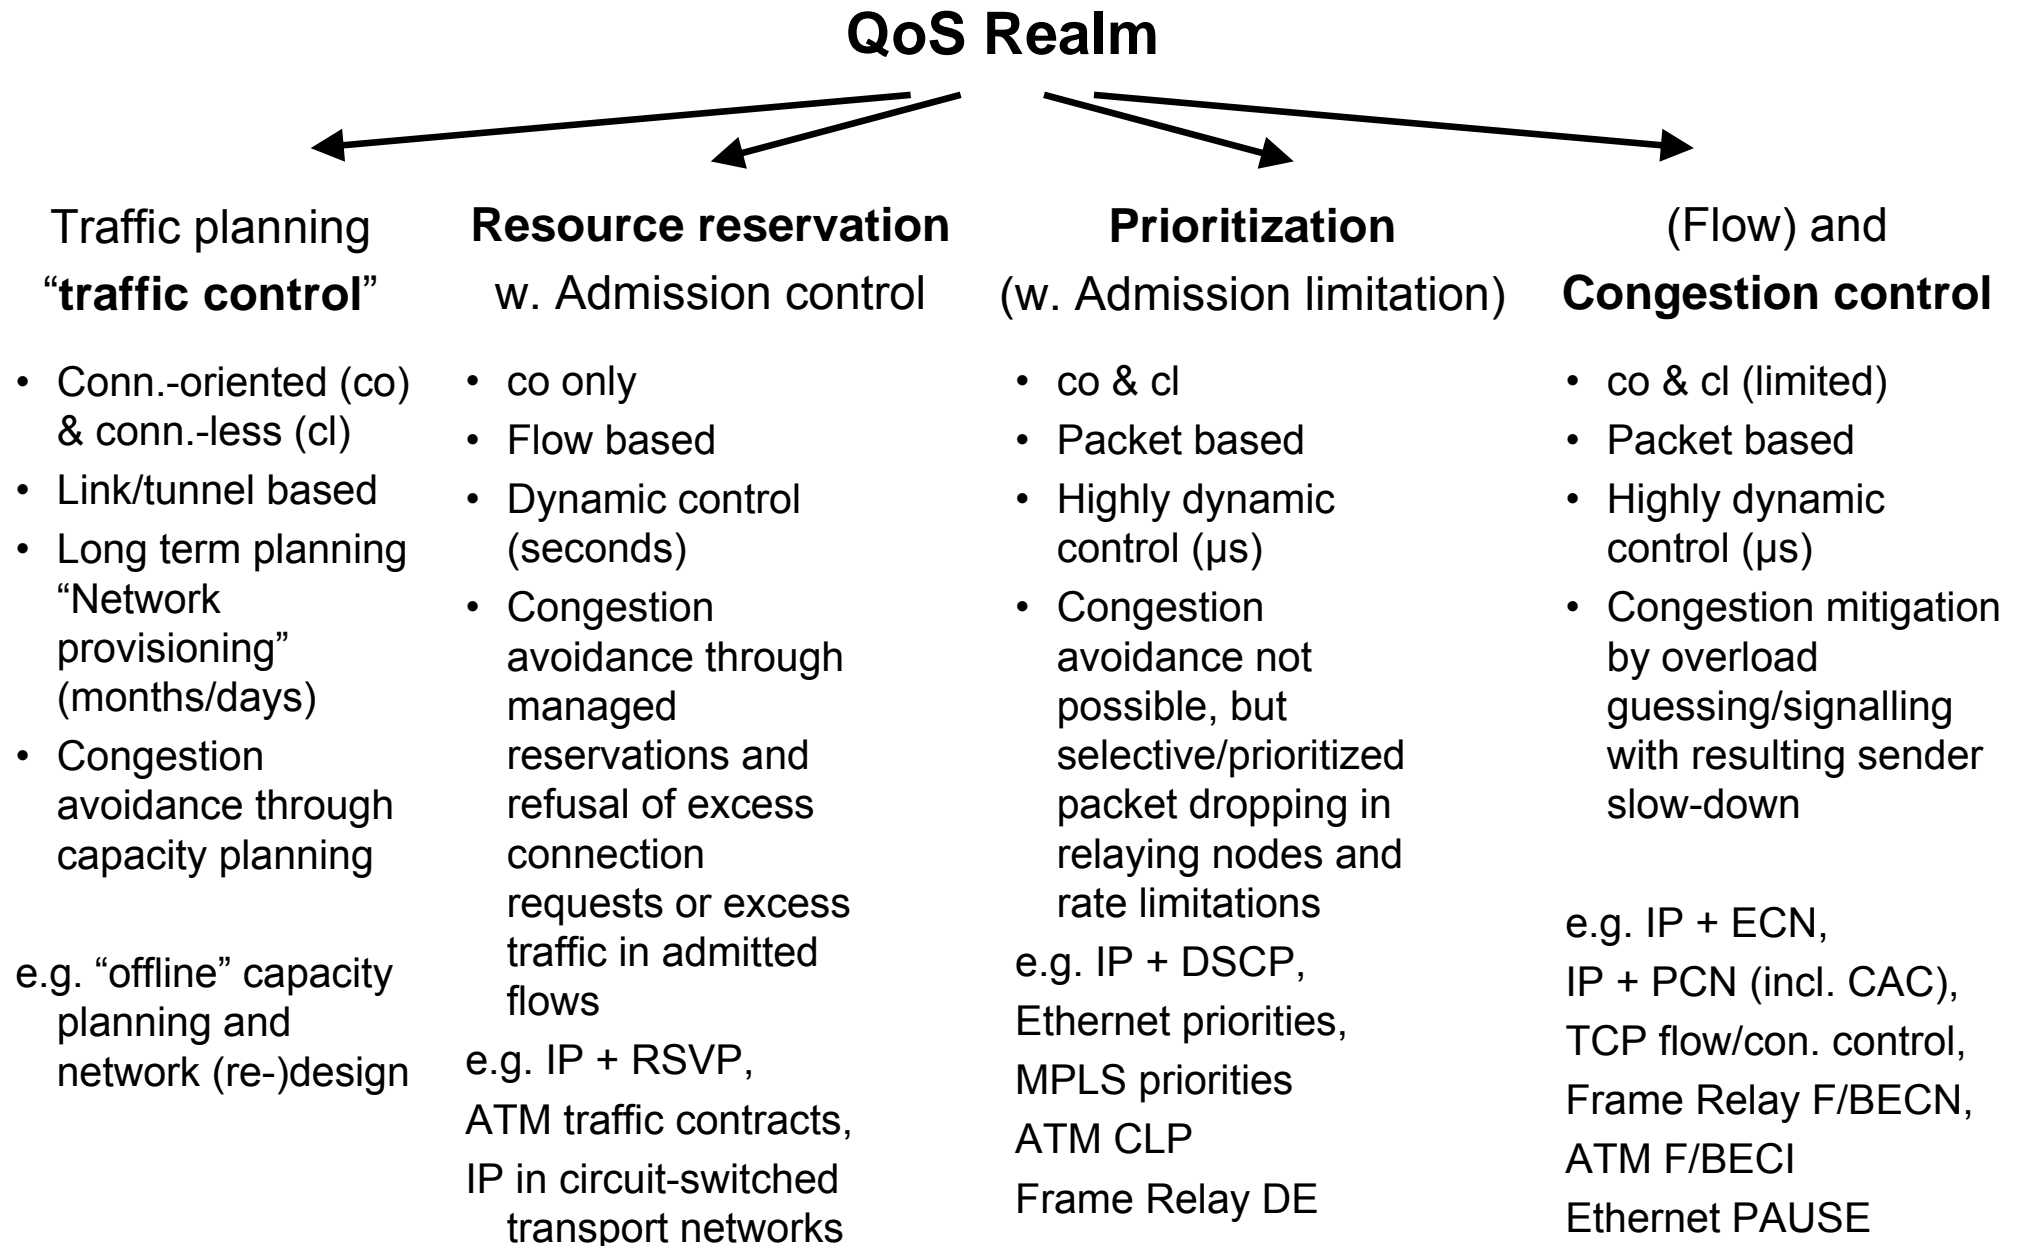 QoS Realm
Traffic planning
“traffic control”
• Conn.-oriented (co)
& conn.-less (cl)
• Link/tunnel based
• Long term planning
“Network
provisioning”
(months/days)
• Congestion
avoidance through
capacity planning
e.g. “offline” capacity
planning and
network (re-)design
Resource reservation
w. Admission control
• co only
• Flow based
• Dynamic control
(seconds)
• Congestion
avoidance through
managed
reservations and
refusal of excess
connection
requests or excess
traffic in admitted
flows
e.g. IP + RSVP,
ATM traffic contracts,
IP in circuit-switched
transport networks
Prioritization
(w. Admission limitation)
• co & cl
• Packet based
• Highly dynamic
control (µs)
• Congestion
avoidance not
possible, but
selective/prioritized
packet dropping in
relaying nodes and
rate limitations
e.g. IP + DSCP,
Ethernet priorities,
MPLS priorities
ATM CLP
Frame Relay DE
(Flow) and
Congestion control
• co & cl (limited)
• Packet based
• Highly dynamic
control (µs)
• Congestion mitigation
by overload
guessing/signalling
with resulting sender
slow-down
e.g. IP + ECN,
IP + PCN (incl. CAC),
TCP flow/con. control,
Frame Relay F/BECN,
ATM F/BECI
Ethernet PAUSE